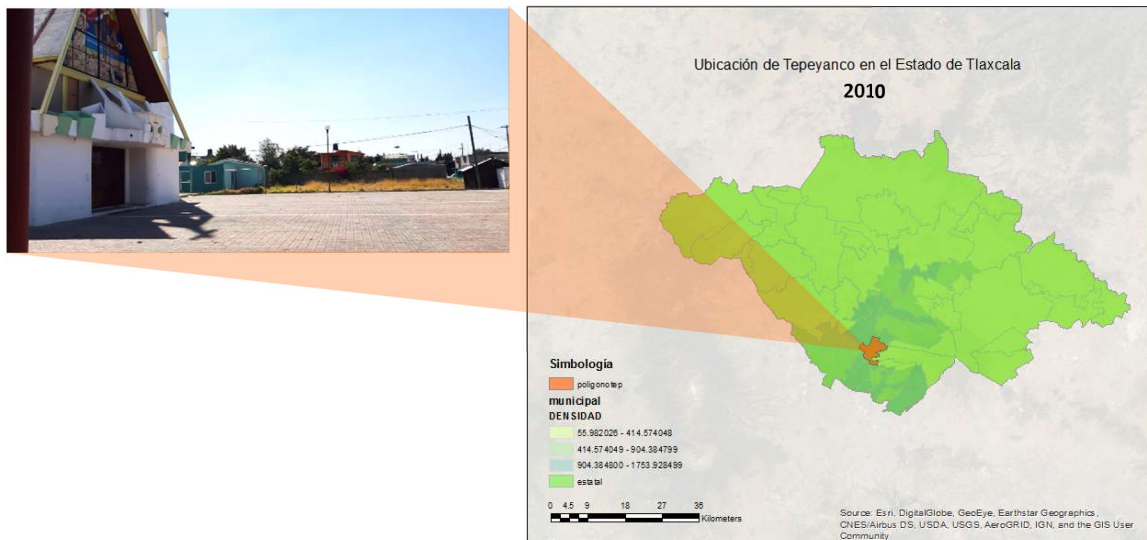 Ubicación de Tepeyanco en el Estado de Tlaxcala
2010
Simbología
poligonotep
municipal
DENSIDAD
55.982026 - 414.574048
414.574049 - 904.384799
904.384800 - 1753.928499
estatal
0 4.5 9 18 27 36
Kilometers
Source: Esri, DigitalGlobe, GeoEye, Earthstar Geographics,
CNES/Airbus DS, USDA, USGS, AeroGRID, IGN, and the GIS User
Community